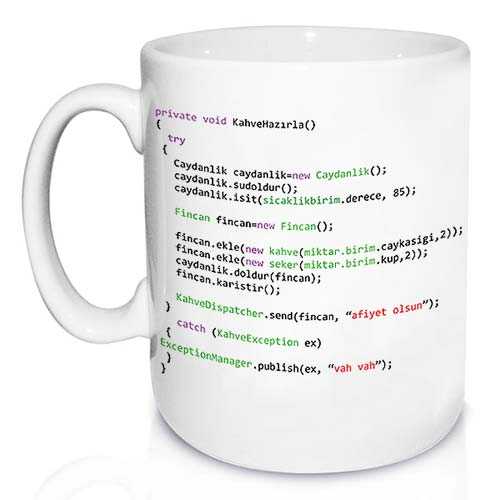 private void KahveHazırla()
{
try
{
Caydanlik caydanlik=new Caydanlik();
caydanlik.sudoldur();
caydanlik.isit(sicaklikbirim.derece, 85);
Fincan fincan=new Fincan();
fincan.ekle(new kahve(miktar.birim.caykasigi,2));
fincan.ekle(new seker(miktar.birim.kup,2));
caydanlik.doldur(fincan);
fincan.karistir();
KahveDispatcher.send(fincan, “afiyet olsun”);
}
catch (KahveException ex)
{
ExceptionManager.publish(ex, “vah vah”);
}
}